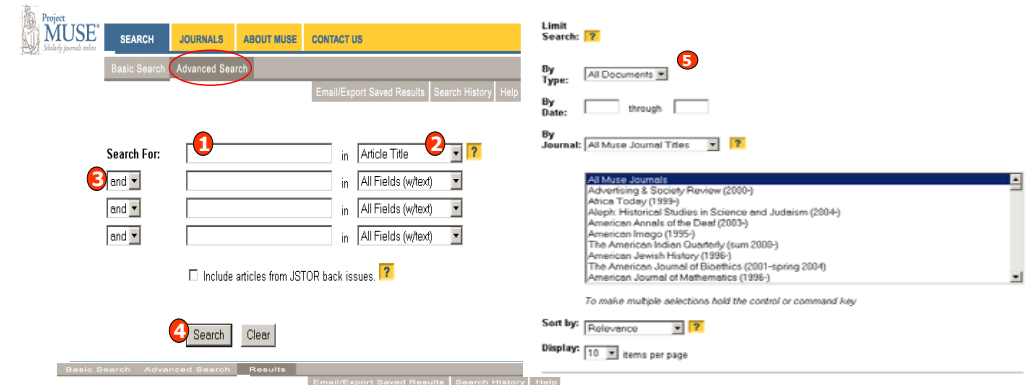 Project
MUSE®
Scholarly journals online
SEARCH JOURNALS ABOUT MUSE CONTACT US
Basic Search Advanced Search
Email/Export Saved Results Search History Help
1 2
Search For: in Article Title ?
3 and in All Fields (w/text)
and in All Fields (w/text)
and in All Fields (w/text)
Include articles from JSTOR back issues. ?
4 Search Clear
Basic Search Advanced Search Results
Email/Export Saved Results Search History Help
Limit
Search: ?
5
By
Type: All Documents
By
Date: through
By
Journal: All Muse Journal Titles ?
All Muse Journals
Advertising & Society Review (2000-)
Africa Today (1999-)
Aleph: Historical Studies in Science and Judaism (2004-)
American Annals of the Deaf (2003-)
American Imago (1995-)
The American Indian Quarterly (sum 2000-)
American Jewish History (1996-)
The American Journal of Bioethics (2001-spring 2004)
American Journal of Mathematics (1996-)
To make multiple selections hold the control or command key
Sort by: Relevance ?
Display: 10 items per page